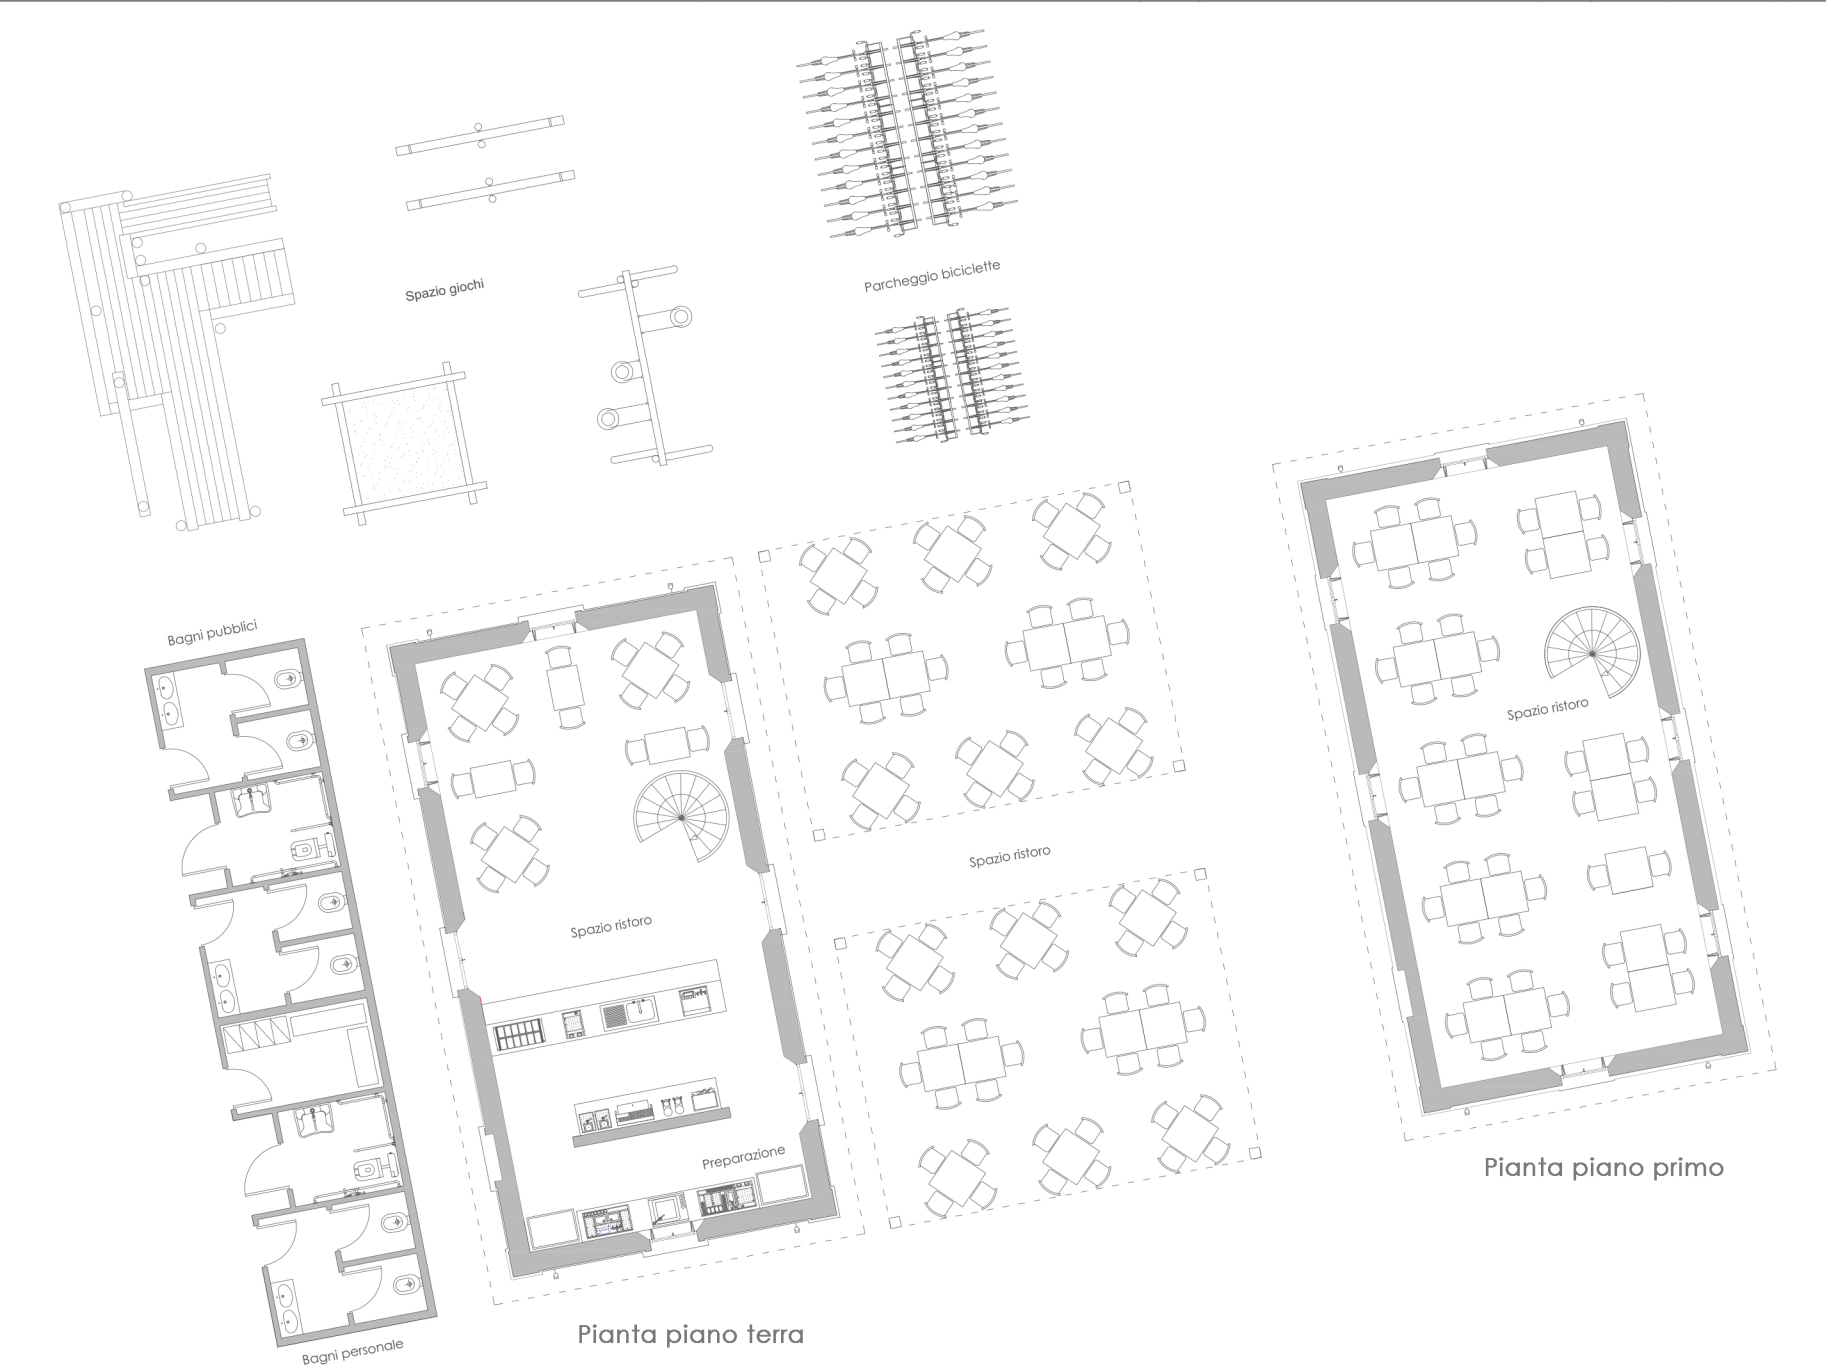 Parcheggio biciclette
Spazio giochi
Bagni pubblici
Spazio ristoro
Spazio ristoro
Spazio ristoro
Preparazione
Pianta piano primo
Pianta piano terra
Bagni personale